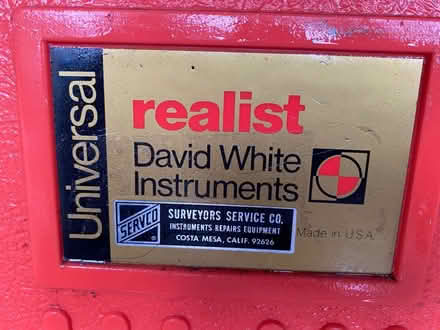 Universal
realist
David White
Instruments
SERVCO
®
SURVEYORS SERVICE CO.
INSTRUMENTS REPAIRS EQUIPMENT
COSTA MESA, CALIF. 92626
Made in U.S.A.